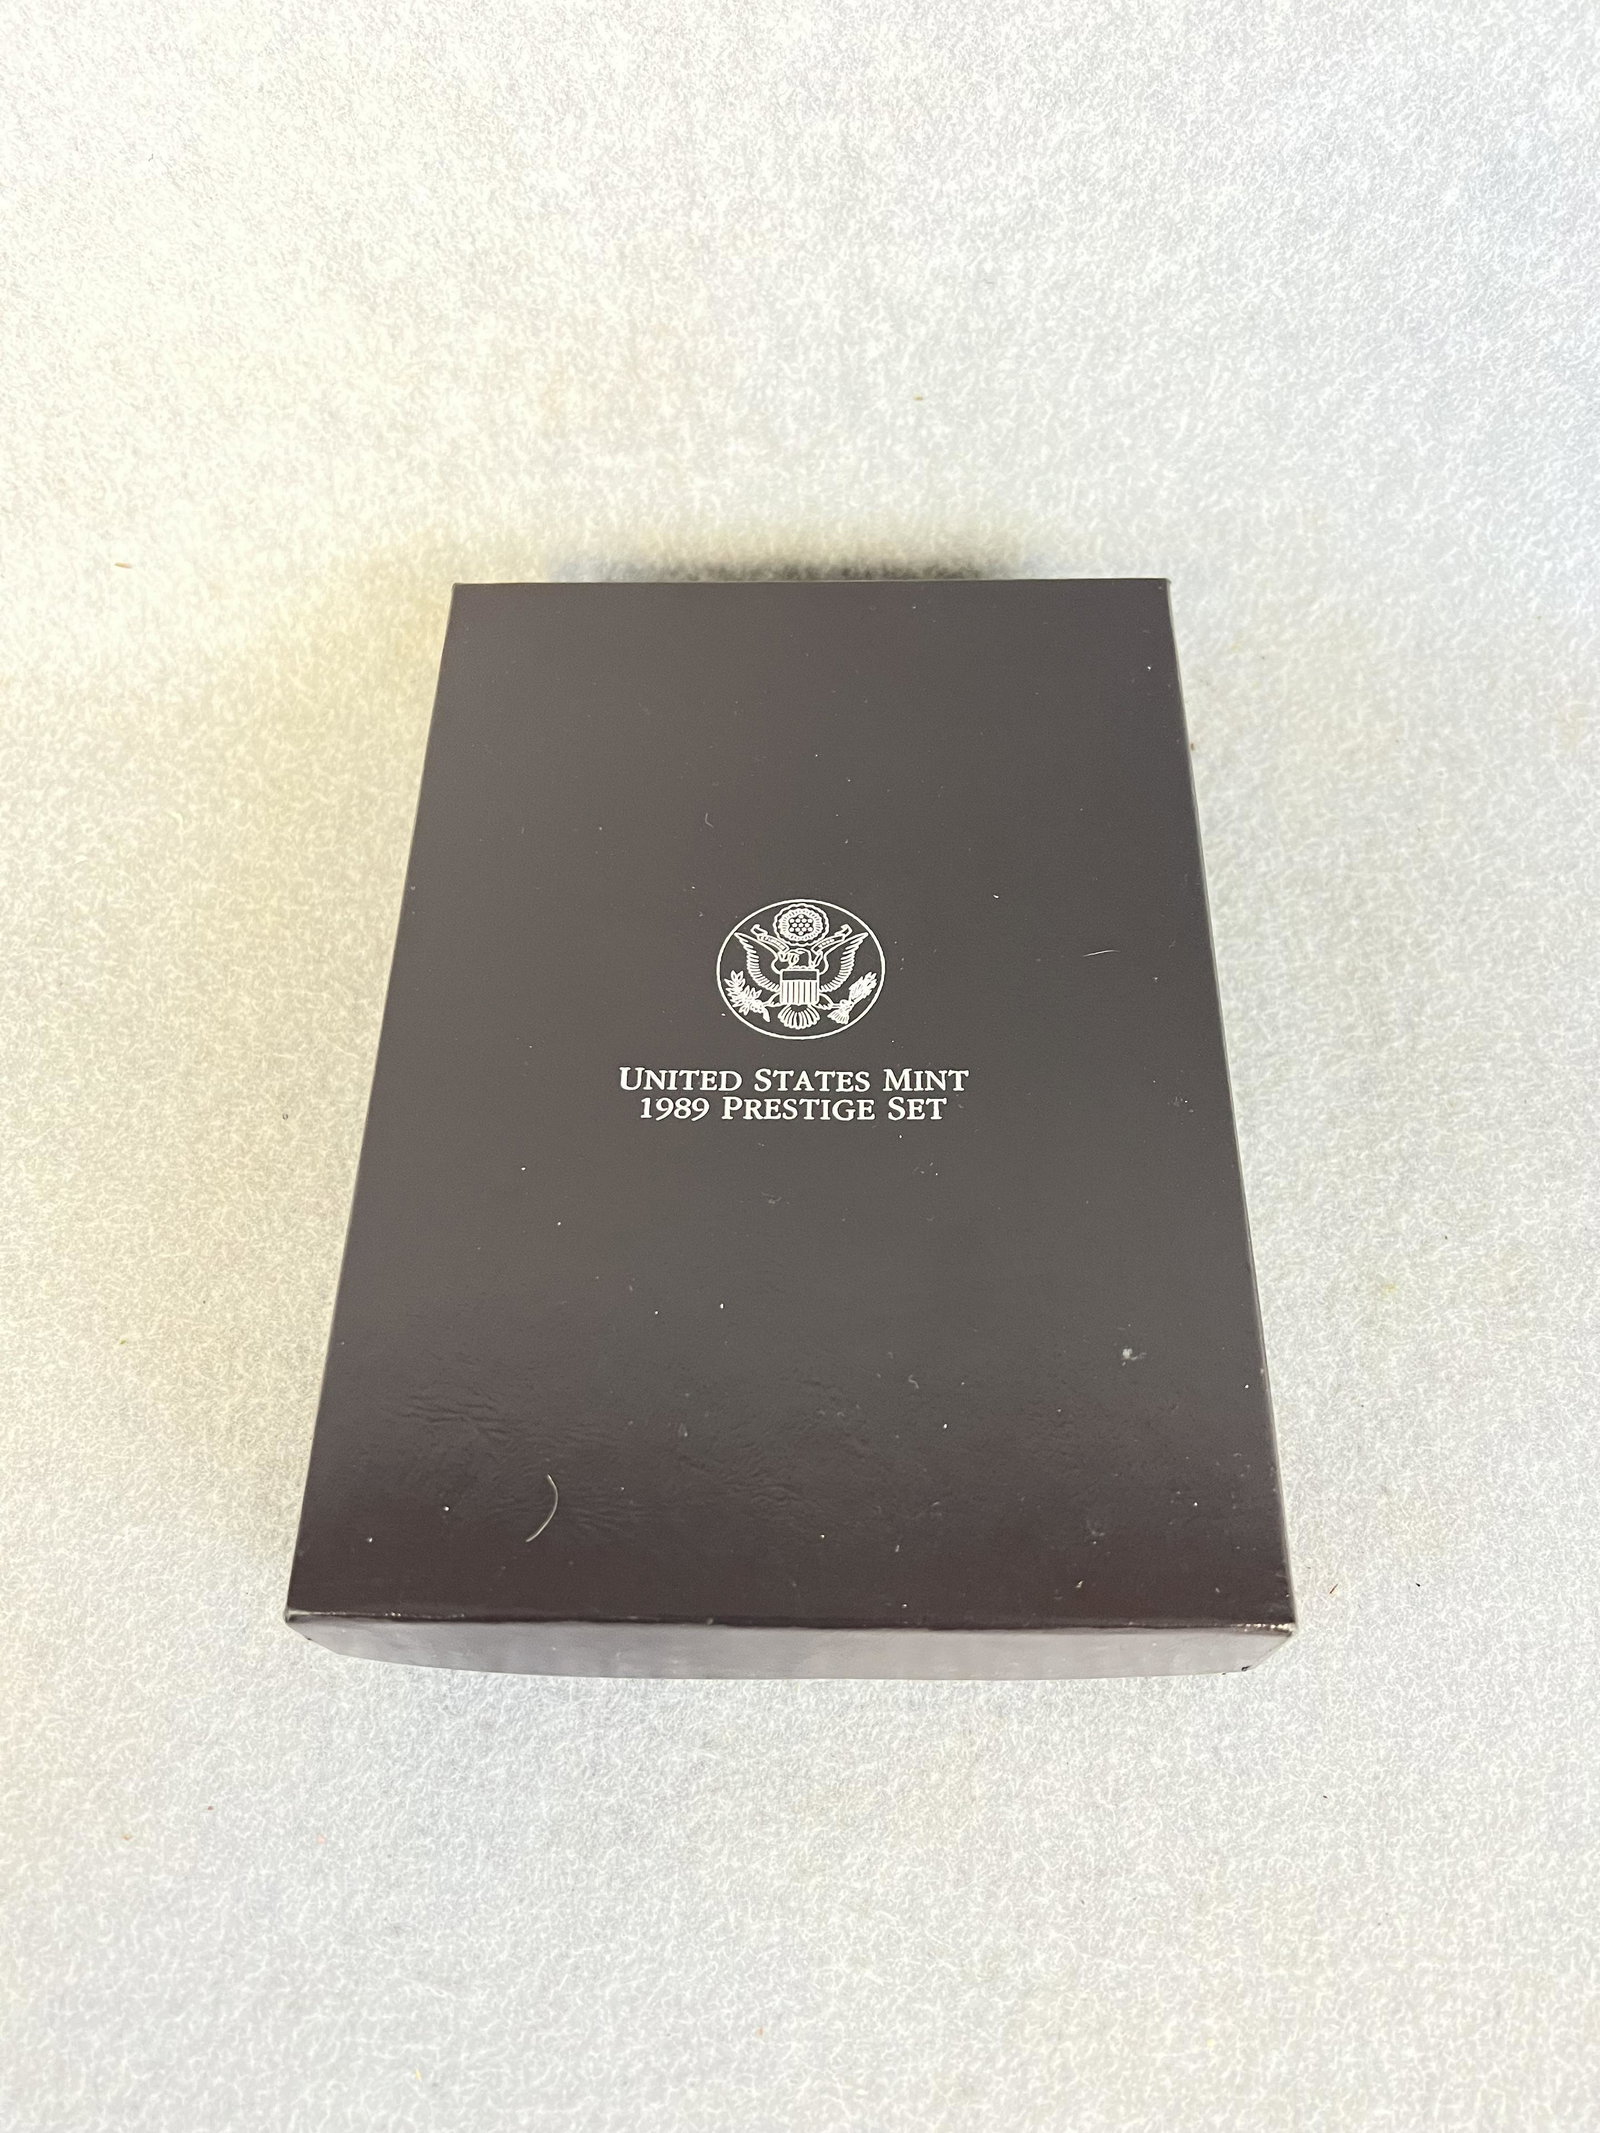 UNITED STATES MINT
1989 PRESTIGE SET